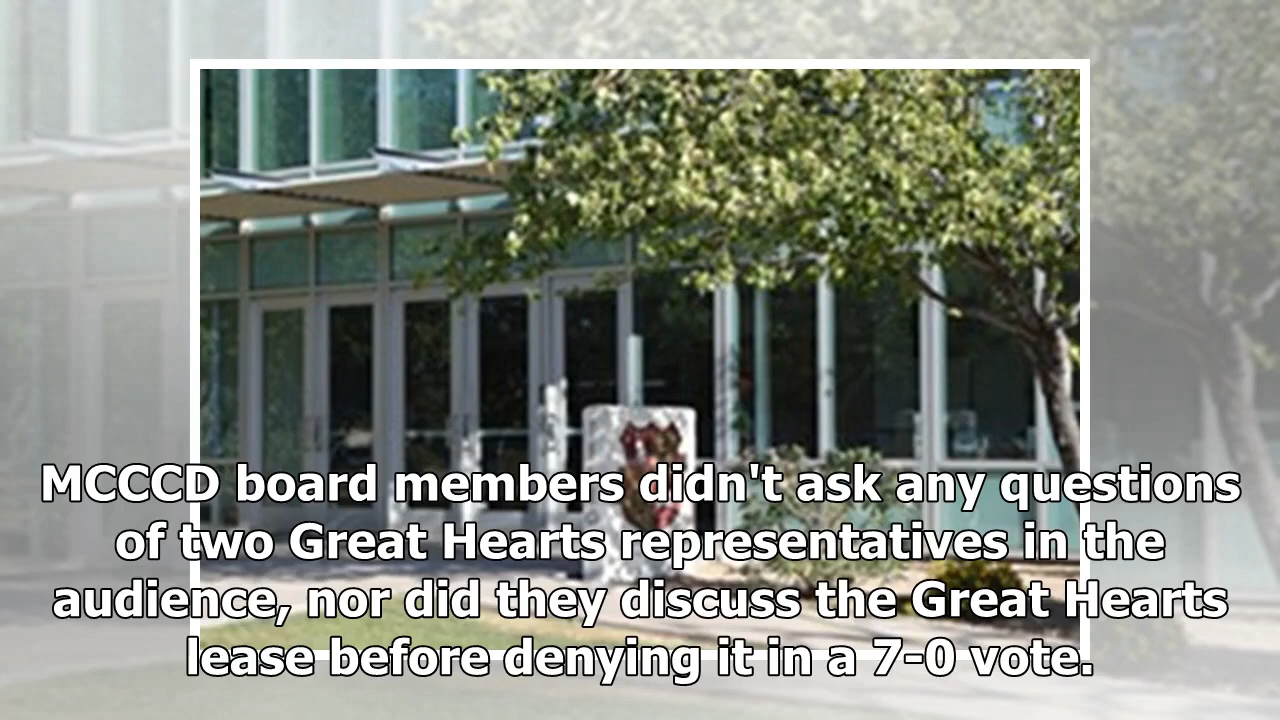 MCCCD board members didn't ask any questions
of two Great Hearts representatives in the
audience, nor did they discuss the Great Hearts
lease before denying it in a 7-0 vote.